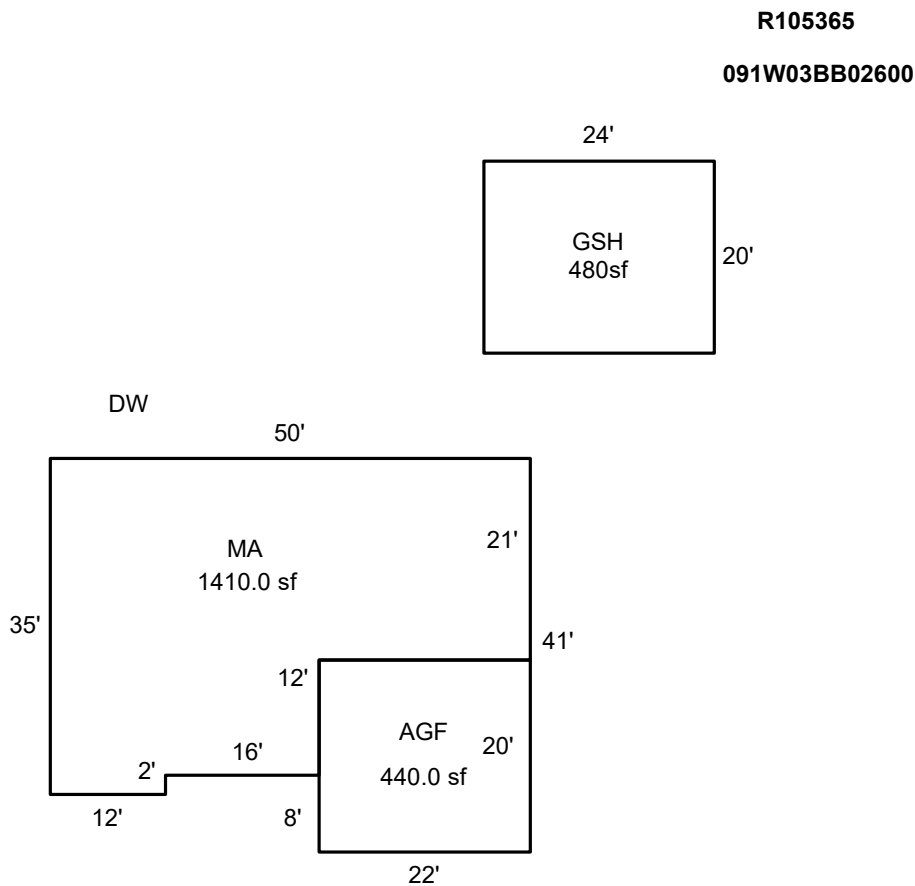 R105365
091W03BB02600
24'
GSH
480sf
20'
DW
50'
MA
1410.0 sf
21'
35'
41'
12'
AGF
440.0 sf
20'
16'
2'
12'
8'
22'